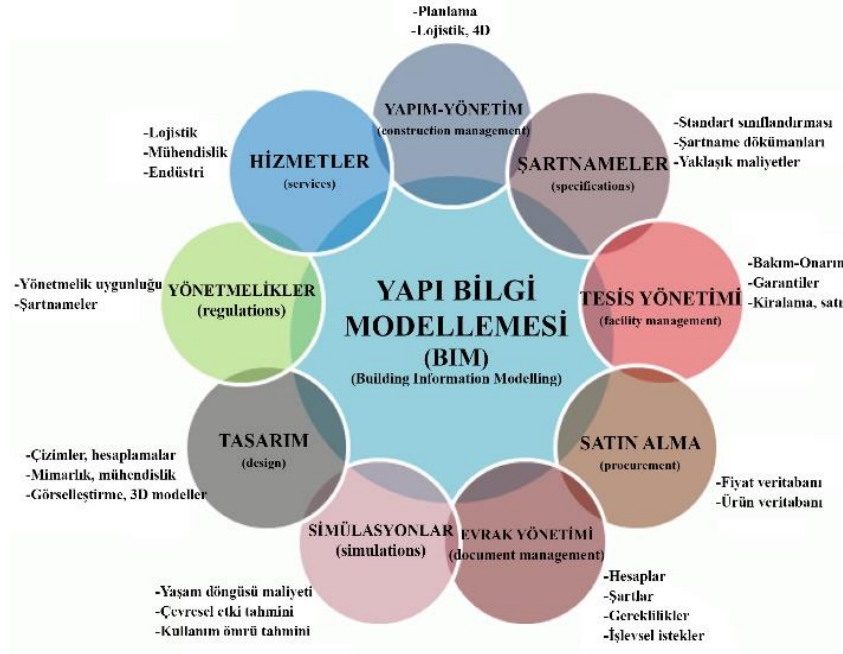 -Planlama
-Lojistik, 4D
YAPIM-YÖNETİM
(construction management)
-Standart sınıflandırması
-Şartname dökümanları
-Yaklaşık maliyetler
ŞARTNAMELER
(specifications)
-Bakım-Onarım
-Garantiler
-Kiralama, satı
TESİS YÖNETİMİ
(facility management)
SATIN ALMA
(procurement)
-Fiyat veritabanı
-Ürün veritabanı
EVRAK YÖNETİMİ
(document management)
-Hesaplar
-Şartlar
-Gereklilikler
-İşlevsel istekler
SİMÜLASYONLAR
(simulations)
-Yaşam döngüsü maliyeti
-Çevresel etki tahmini
-Kullanım ömrü tahmini
TASARIM
(design)
-Çizimler, hesaplamalar
-Mimarlık, mühendislik
-Görselleştirme, 3D modeller
YÖNETMELİKLER
(regulations)
-Yönetmelik uygunluğu
-Şartnameler
HİZMETLER
(services)
-Lojistik
-Mühendislik
-Endüstri
YAPI BİLGİ
MODELLEMESİ
(BIM)
(Building Information Modelling)